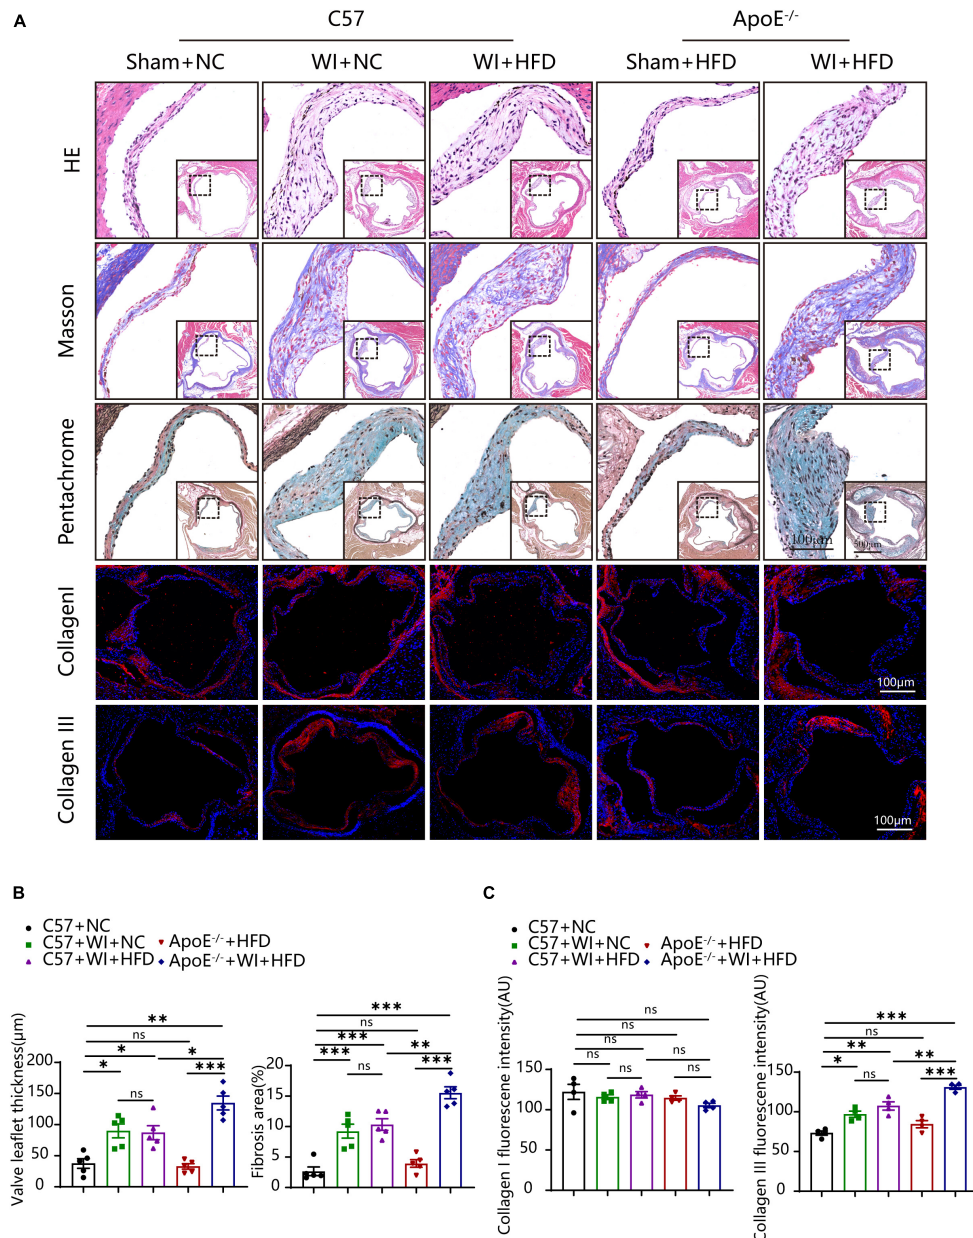 A
C57
ApoE-/-
Sham+NC
WI+NC
WI+HFD
Sham+HFD
WI+HFD
HE
Masson
Pentachrome
100μm
500μm
CollagenI
100μm
Collagen III
100μm
B
C57+NC
C57+WI+NC
C57+WI+HFD
ApoE-/-+HFD
ApoE-/-+WI+HFD
Valve leaflet thickness(μm)
200
150
100
50
0
**
ns
*
*
*
***
ns
Fibrosis area(%)
20
15
10
5
0
***
ns
***
**
***
***
ns
C
C57+NC
C57+WI+NC
C57+WI+HFD
ApoE-/-+HFD
ApoE-/-+WI+HFD
Collagen I fluorescene intensity(AU)
150
100
50
0
ns
ns
ns
ns
ns
ns
ns
Collagen III fluorescene intensity(AU)
150
100
50
0
***
ns
**
*
**
ns
***